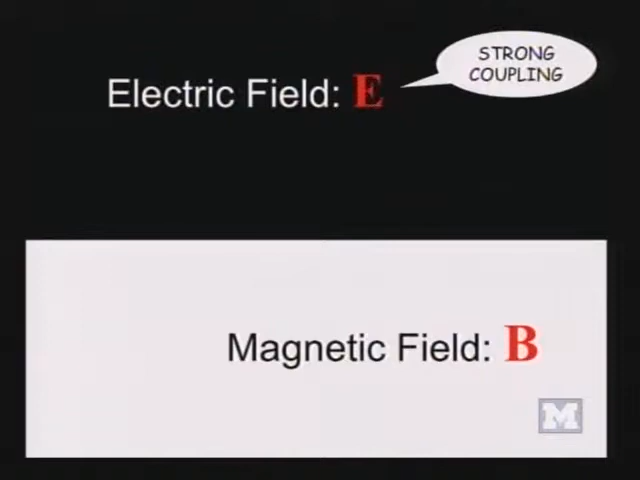 STRONG
COUPLING
Electric Field: E
Magnetic Field: B
M